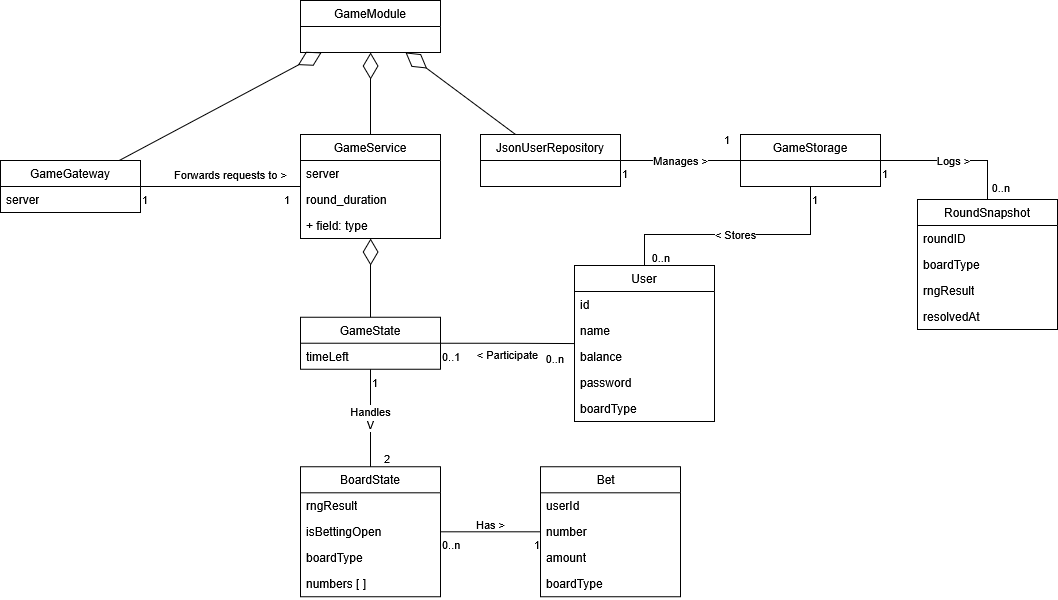 GameModule
GameGateway
server
Forwards requests to >
1
1
GameService
server
round_duration
+ field: type
JsonUserRepository
1
Manages >
1
GameStorage
1
1
Logs >
0..n
RoundSnapshot
roundID
boardType
rngResult
resolvedAt
< Stores
0..n
User
id
name
balance
password
boardType
GameState
timeLeft
0..1
< Participate
0..n
1
Handles
V
2
BoardState
rngResult
isBettingOpen
boardType
numbers [ ]
Has >
0..n
1
Bet
userId
number
amount
boardType